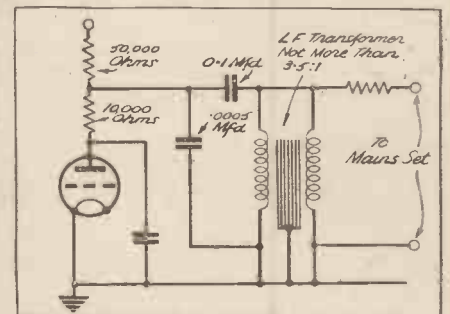 50,000
Ohms
10,000
Ohms
0·1 Mfd
·0005
Mfd
LF Transformer
Not More Than
3·5:1
To
Mains Set